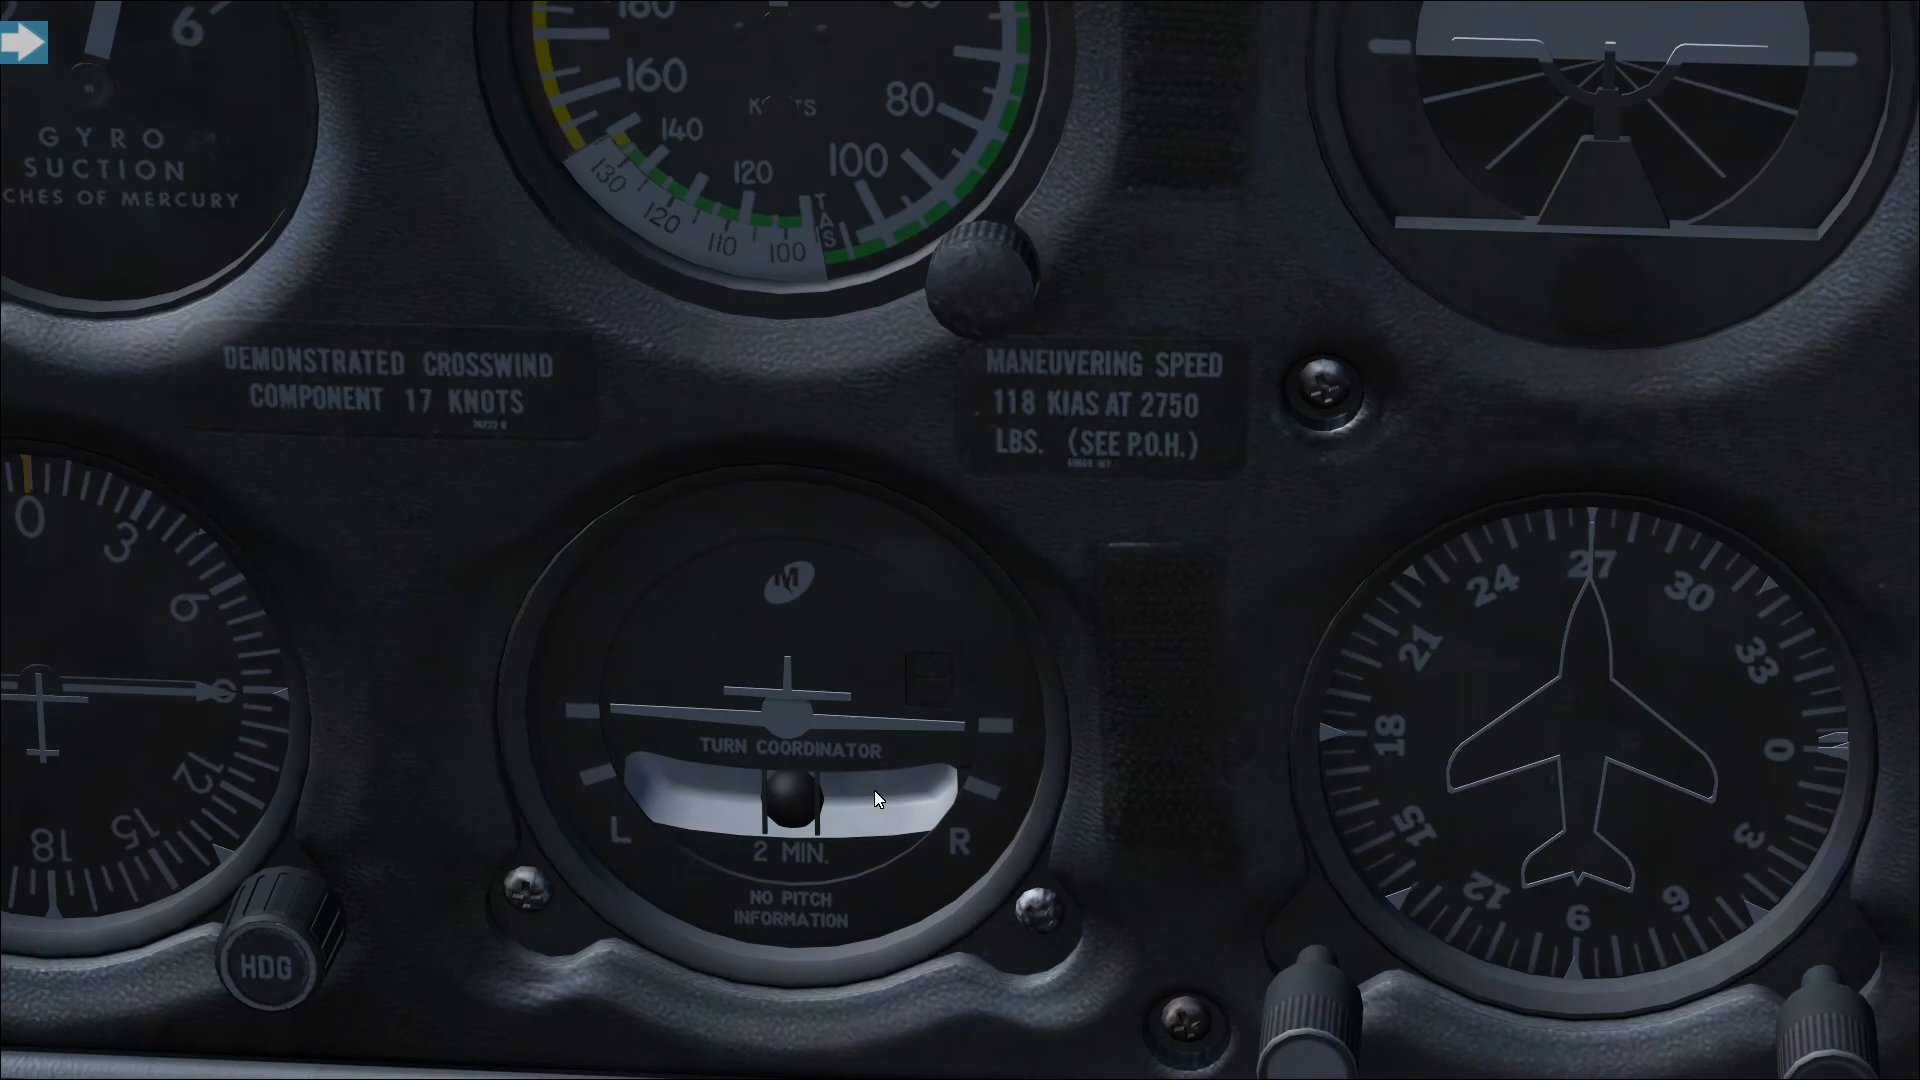 6
GYRO
SUCTION
CHES OF MERCURY
160
140
120
100
80
130
120
110
100
TAS
DEMONSTRATED CROSSWIND
COMPONENT 17 KNOTS
MANEUVERING SPEED
118 KIAS AT 2750
LBS. (SEE P.O.H.)
0
3
6
12
15
18
HDG
M
TURN COORDINATOR
L
R
2 MIN.
NO PITCH
INFORMATION
24
27
30
21
33
18
0
15
3
12
6